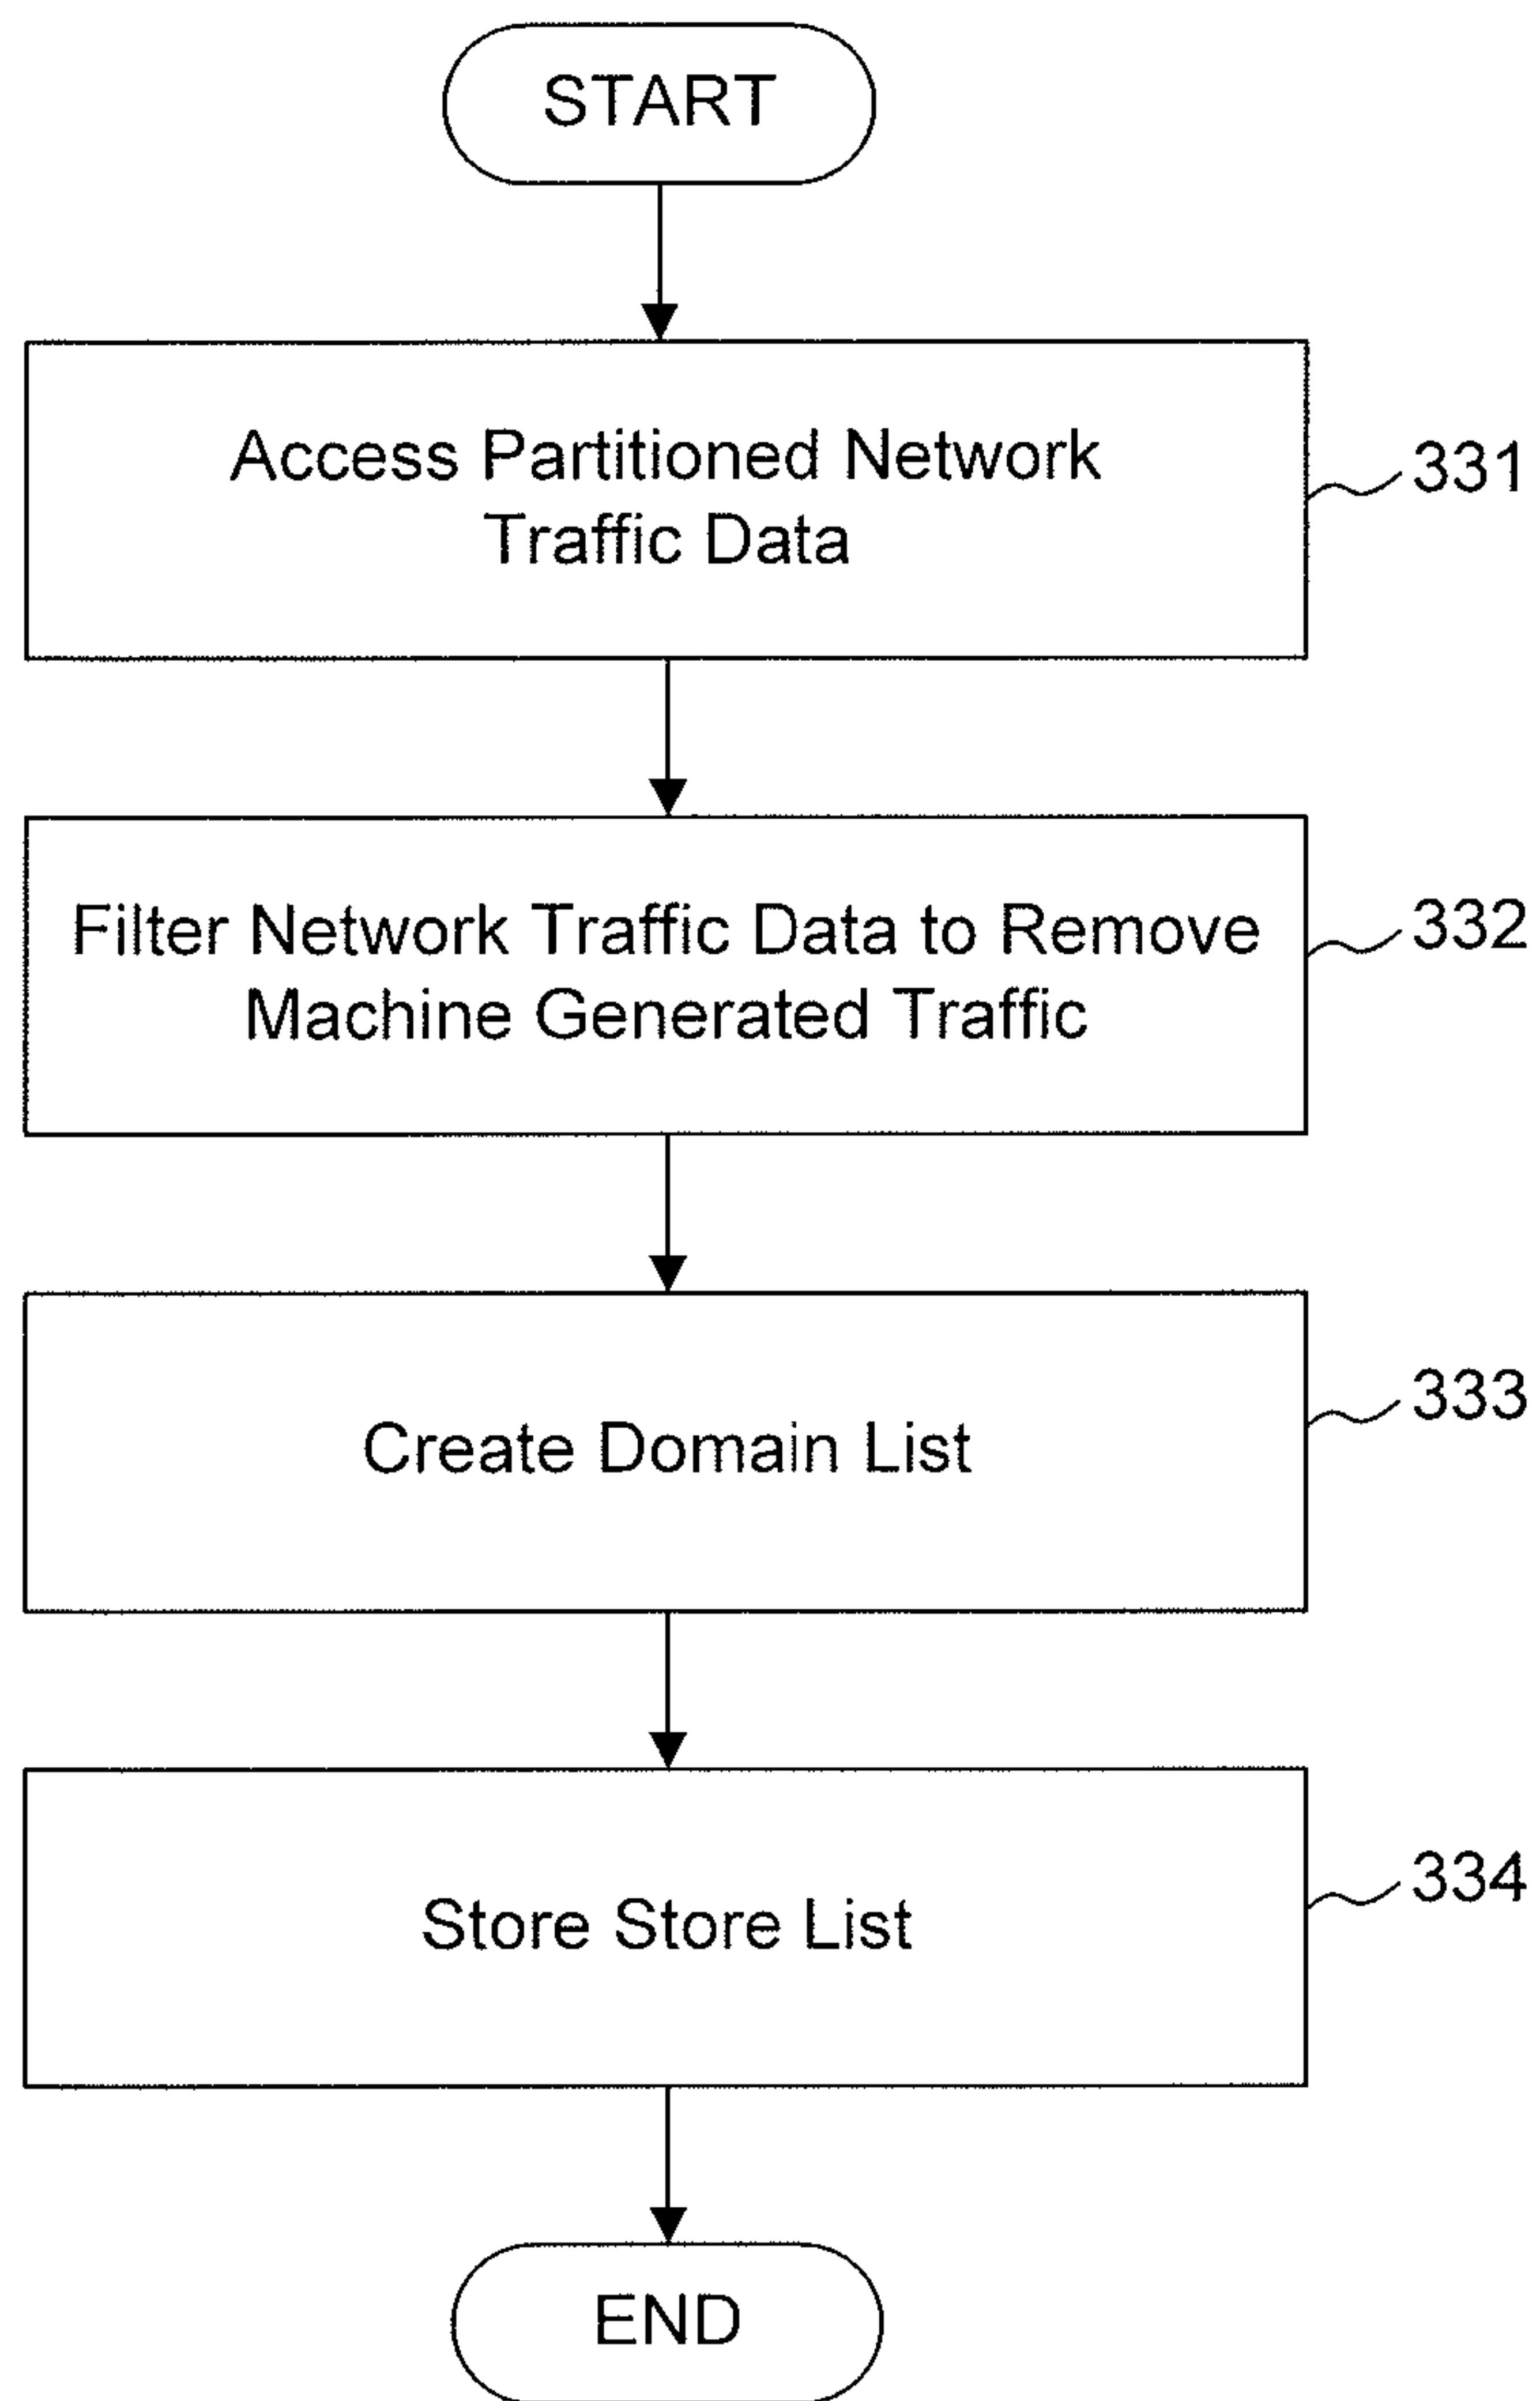 START
Access Partitioned Network
Traffic Data
331
Filter Network Traffic Data to Remove
Machine Generated Traffic
332
Create Domain List
333
Store Store List
334
END